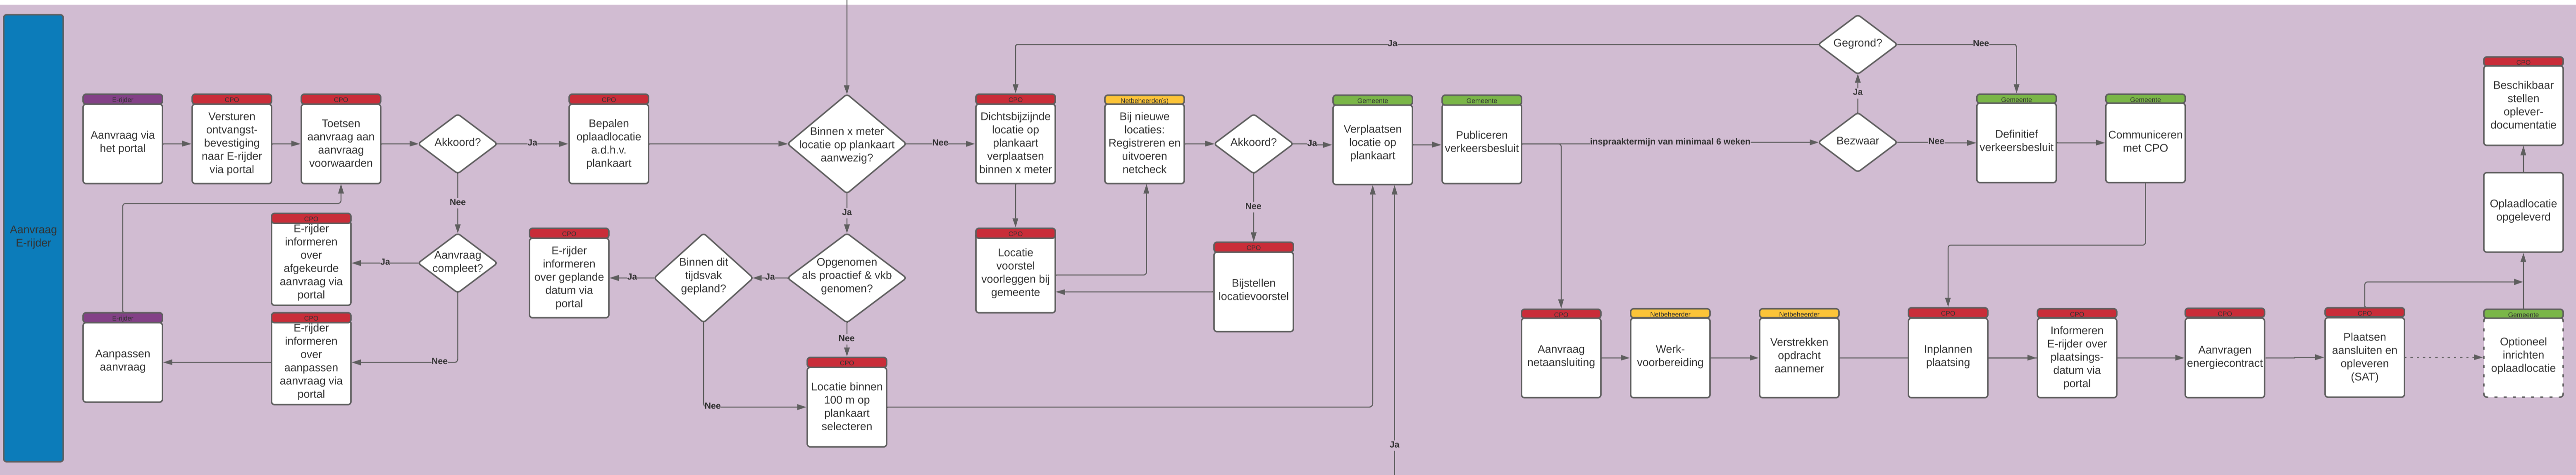 Aanvraag
E-rijder
E-rijder
Aanvraag via
het portal
CPO
Versturen
ontvangst-
bevestiging
naar E-rijder
via portal
CPO
Toetsen
aanvraag aan
aanvraag
voorwaarden
Akkoord?
Ja
Nee
CPO
Bepalen
oplaadlocatie
a.d.h.v.
plankaart
Aanvraag
compleet?
Ja
Nee
CPO
E-rijder
informeren
over
afgekeurde
aanvraag via
portal
CPO
E-rijder
informeren
over
aanpassen
aanvraag via
portal
E-rijder
Aanpassen
aanvraag
Binnen x meter
locatie op plankaart
aanwezig?
Nee
Ja
Opgenomen
als proactief & vkb
genomen?
Ja
Nee
Binnen dit
tijdsvak
gepland?
Ja
Nee
CPO
E-rijder
informeren
over geplande
datum via
portal
CPO
Locatie binnen
100 m op
plankaart
selecteren
CPO
Dichtsbijzijnde
locatie op
plankaart
verplaatsen
binnen x meter
CPO
Locatie
voorstel
voorleggen bij
gemeente
Netbeheerder(s)
Bij nieuwe
locaties:
Registreren en
uitvoeren
netcheck
Akkoord?
Ja
Nee
CPO
Bijstellen
locatievoorstel
Gemeente
Verplaatsen
locatie op
plankaart
Ja
Gemeente
Publiceren
verkeersbesluit
inspraaktermijn van minimaal 6 weken
Bezwaar
Ja
Nee
Gegrond?
Ja
Nee
Gemeente
Definitief
verkeersbesluit
Gemeente
Communiceren
met CPO
CPO
Aanvraag
netaansluiting
Netbeheerder
Werk-
voorbereiding
Netbeheerder
Verstrekken
opdracht
aannemer
CPO
Inplannen
plaatsing
CPO
Informeren
E-rijder over
plaatsings-
datum via
portal
CPO
Aanvragen
energiecontract
CPO
Plaatsen
aansluiten en
opleveren
(SAT)
Gemeente
Optioneel
inrichten
oplaadlocatie
Oplaadlocatie
opgeleverd
CPO
Beschikbaar
stellen
oplever-
documentatie